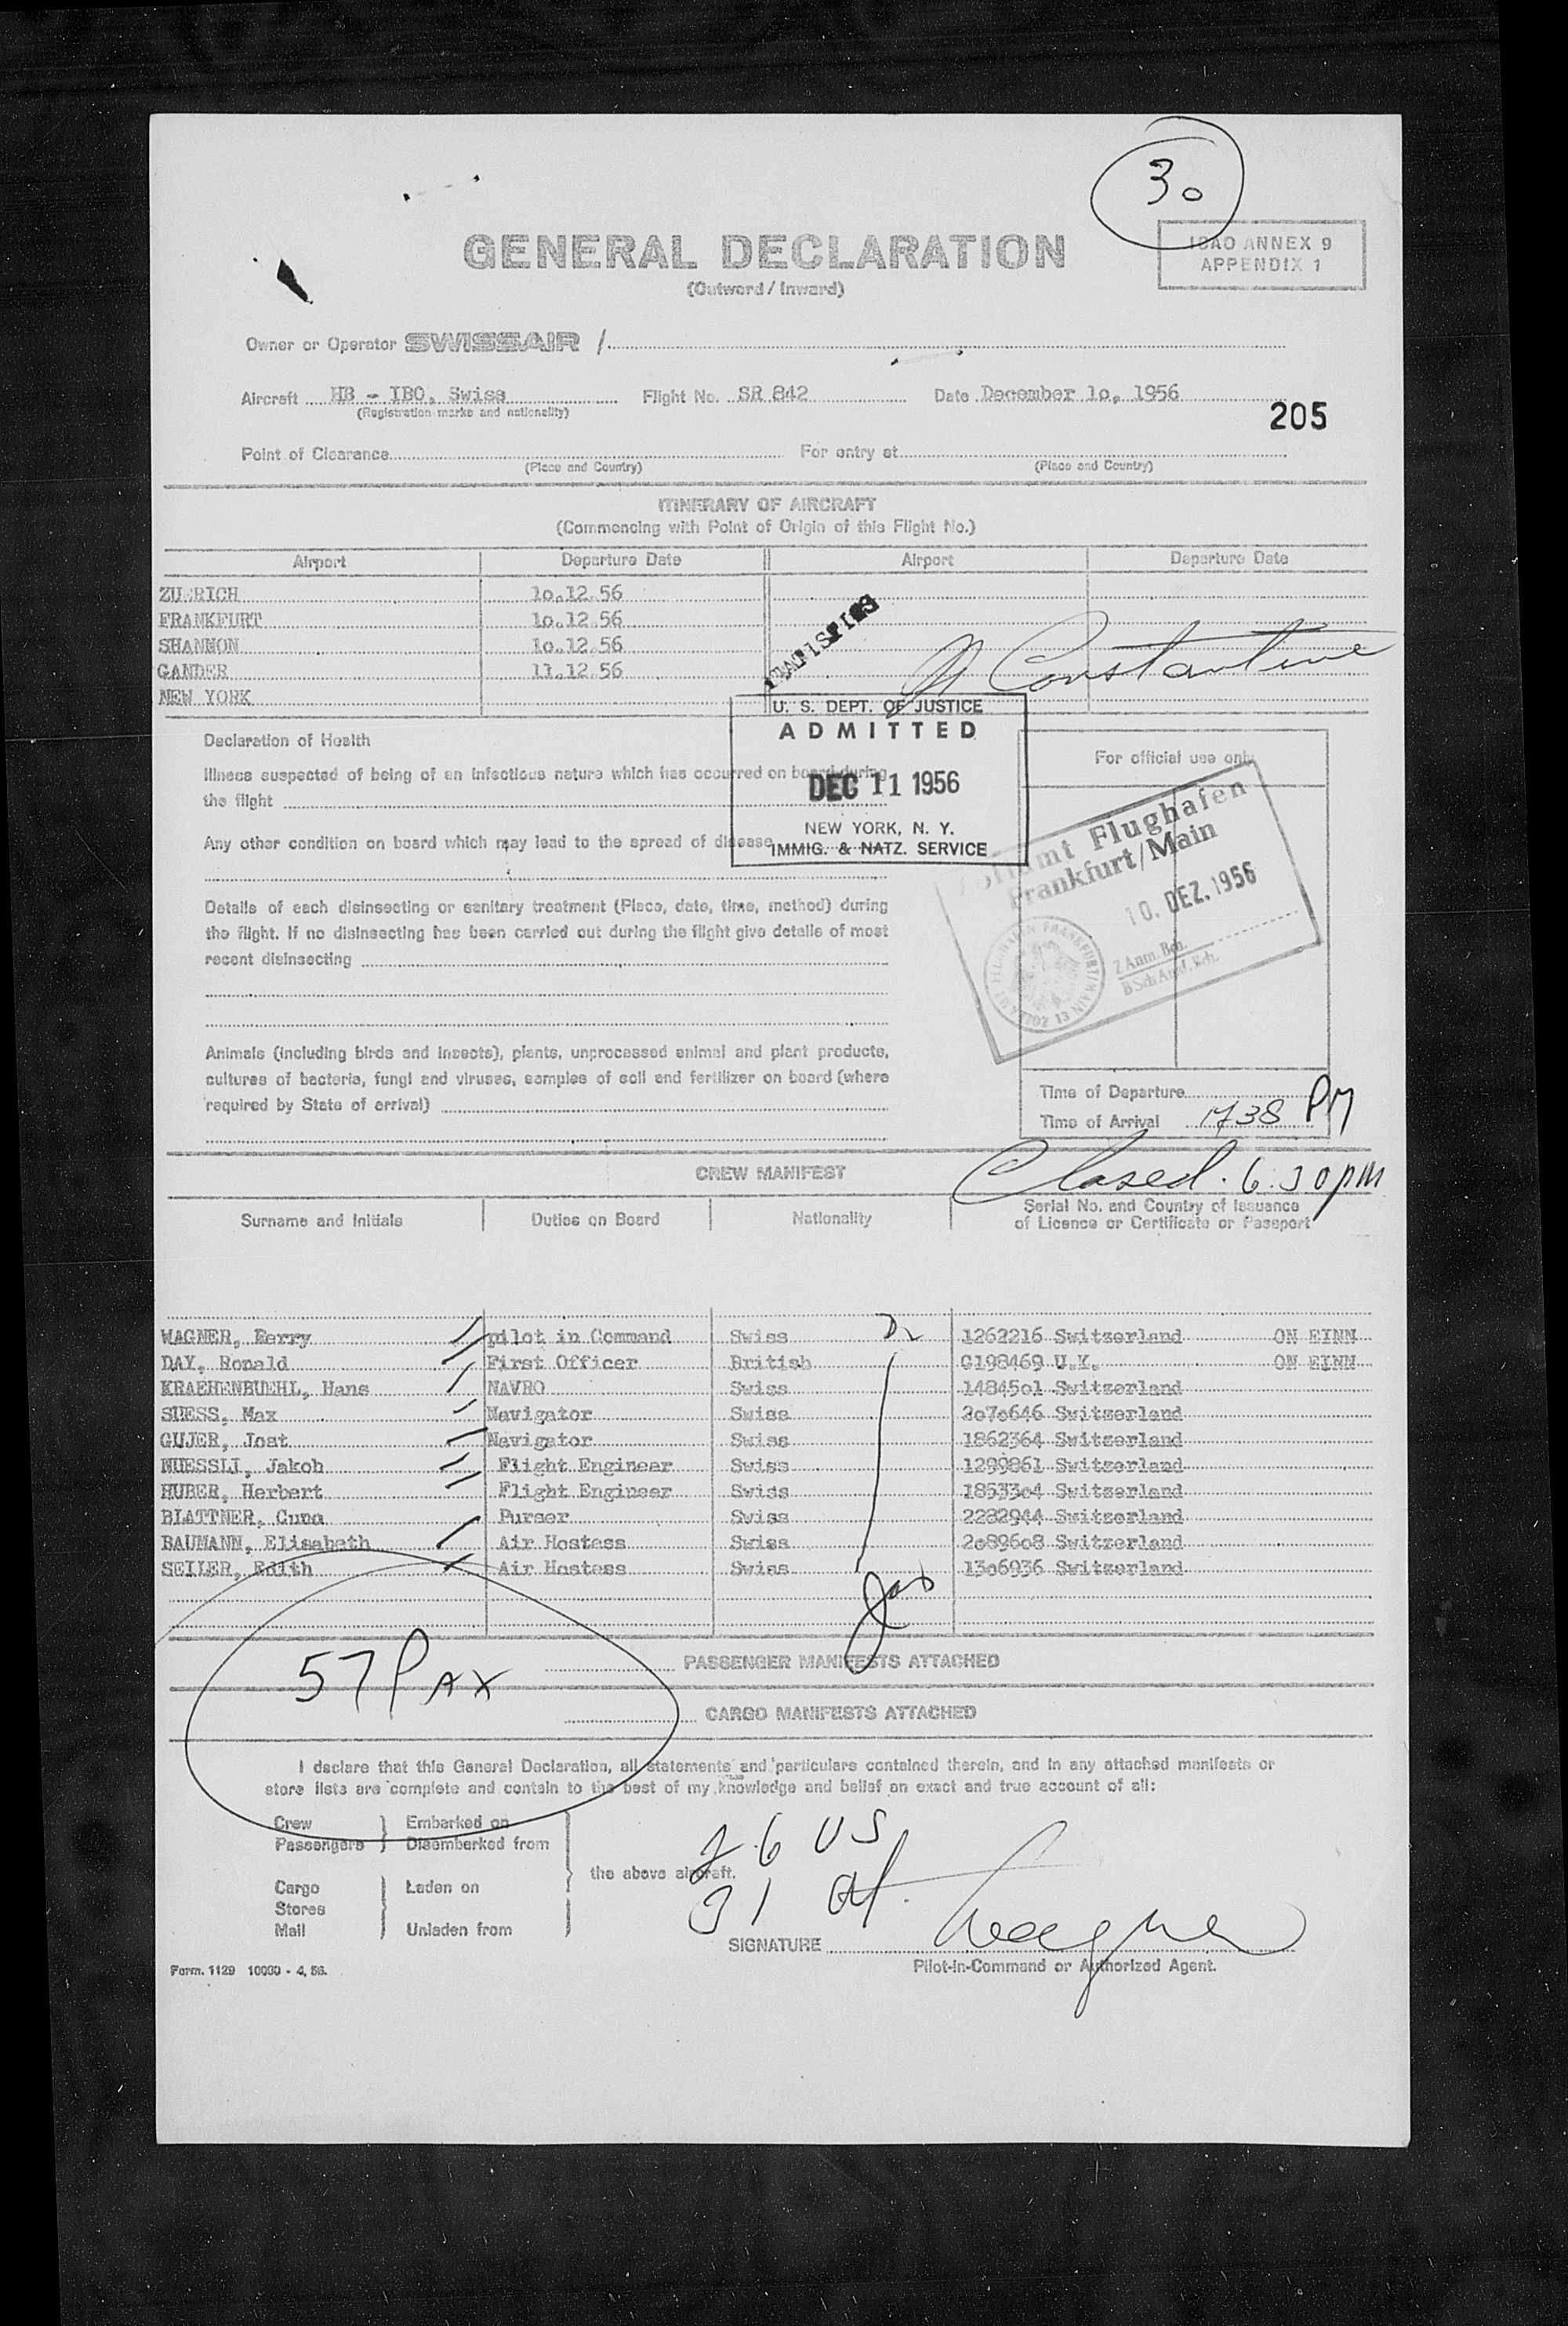 30
GENERAL DECLARATION
(Outward / Inward)
ICAO ANNEX 9
APPENDIX 1
Owner or Operator SWISSAIR /
Aircraft HB - IBO, Swiss Flight No. SR 842 Date December 1o, 1956
(Registration marks and nationality)
205
Point of Clearance For entry at
(Place and Country) (Place and Country)
ITINERARY OF AIRCRAFT
(Commencing with Point of Origin of this Flight No.)
Airport Departure Date Airport Departure Date
ZUERICH 1o.12.56
FRANKFURT 1o.12.56
SHANNON 1o.12.56
GANDER 11.12.56
NEW YORK
Constantine
U. S. DEPT. OF JUSTICE
ADMITTED
DEC 11 1956
NEW YORK, N. Y.
IMMIG. & NATZ. SERVICE
Declaration of Health
Illness suspected of being of an infectious nature which has occurred on board during
the flight
Any other condition on board which may lead to the spread of disease
Details of each disinsecting or sanitary treatment (Place, date, time, method) during
the flight. If no disinsecting has been carried out during the flight give details of most
recent disinsecting
Animals (including birds and insects), plants, unprocessed animal and plant products,
cultures of bacteria, fungi and viruses, samples of soil and fertilizer on board (where
required by State of arrival)
For official use only
Zollamt Flughafen
Frankfurt/Main
10. DEZ. 1956
Time of Departure
Time of Arrival 1738 PM
Closed. 6:30 pm
CREW MANIFEST
Surname and Initials Duties on Board Nationality Serial No. and Country of Issuance
of Licence or Certificate or Passport
WAGNER, Berry pilot in Command Swiss 1262216 Switzerland ON EINN
DAY, Ronald First Officer British C198469 U.K. ON EINN
KRAEHENBUEHL, Hans NAVRO Swiss 14845o1 Switzerland
SUESS, Max Navigator Swiss 2o7o646 Switzerland
GUJER, Jost Navigator Swiss 1862364 Switzerland
NUESSLI, Jakob Flight Engineer Swiss 1299861 Switzerland
HUBER, Herbert Flight Engineer Swiss 18533o4 Switzerland
BLATTNER, Cuno Purser Swiss 2282944 Switzerland
BAUMANN, Elisabeth Air Hostess Swiss 2o896o8 Switzerland
SEILER, Edith Air Hostess Swiss 13o6936 Switzerland
57 PAX
PASSENGER MANIFESTS ATTACHED
CARGO MANIFESTS ATTACHED
I declare that this General Declaration, all statements and particulars contained therein, and in any attached manifests or
store lists are complete and contain to the best of my knowledge and belief an exact and true account of all:
Crew Embarked on
Passengers Disembarked from
the above aircraft.
Cargo Laden on
Stores
Mail Unladen from
26 US
31 al.
SIGNATURE Wagner
Pilot-in-Command or Authorized Agent.
Form. 1129 10000 - 4. 56.